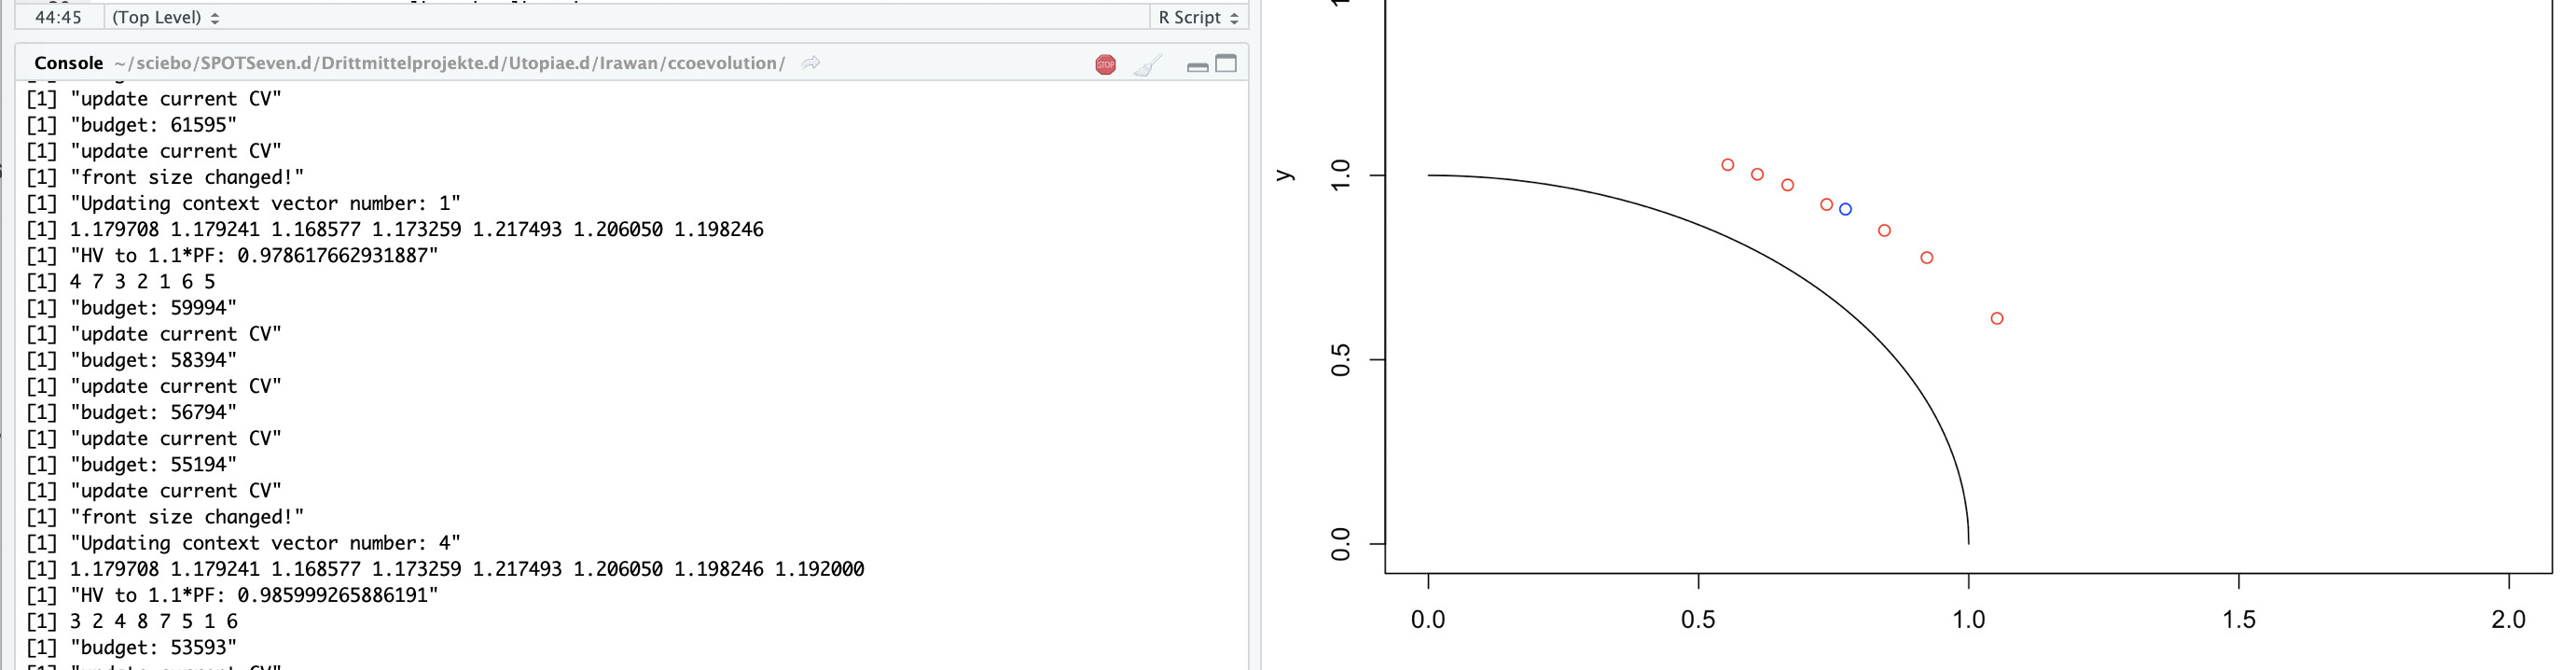 44:45 (Top Level) R Script
Console ~/sciebo/SPOTSeven.d/Drittmittelprojekte.d/Utopiae.d/Irawan/ccoevolution/ STOP
[1] "update current CV"
[1] "budget: 61595"
[1] "update current CV"
[1] "front size changed!"
[1] "Updating context vector number: 1"
[1] 1.179708 1.179241 1.168577 1.173259 1.217493 1.206050 1.198246
[1] "HV to 1.1*PF: 0.978617662931887"
[1] 4 7 3 2 1 6 5
[1] "budget: 59994"
[1] "update current CV"
[1] "budget: 58394"
[1] "update current CV"
[1] "budget: 56794"
[1] "update current CV"
[1] "budget: 55194"
[1] "update current CV"
[1] "front size changed!"
[1] "Updating context vector number: 4"
[1] 1.179708 1.179241 1.168577 1.173259 1.217493 1.206050 1.198246 1.192000
[1] "HV to 1.1*PF: 0.985999265886191"
[1] 3 2 4 8 7 5 1 6
[1] "budget: 53593"
[1] "update current CV"
y
1.0
0.5
0.0
0.0 0.5 1.0 1.5 2.0